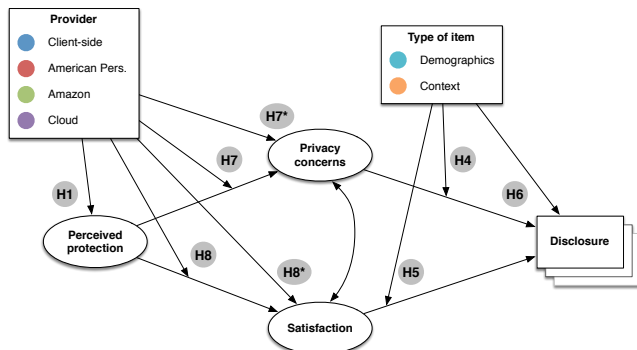 Provider
Client-side
American Pers.
Amazon
Cloud
Type of item
Demographics
Context
H7*
Privacy
concerns
H7
H4
H1
H6
Perceived
protection
Disclosure
H8
H8*
H5
Satisfaction